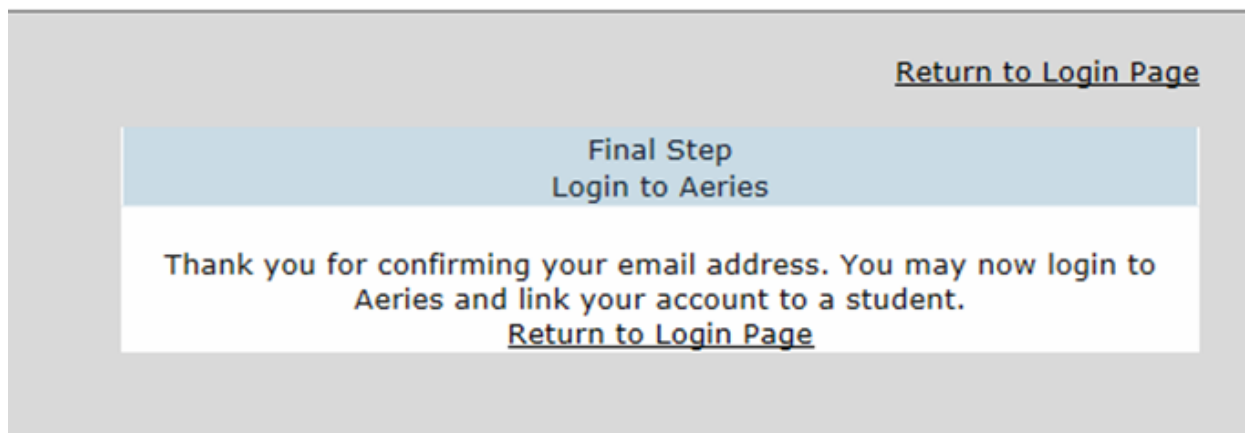 Return to Login Page
Final Step
Login to Aeries
Thank you for confirming your email address. You may now login to
Aeries and link your account to a student.
Return to Login Page